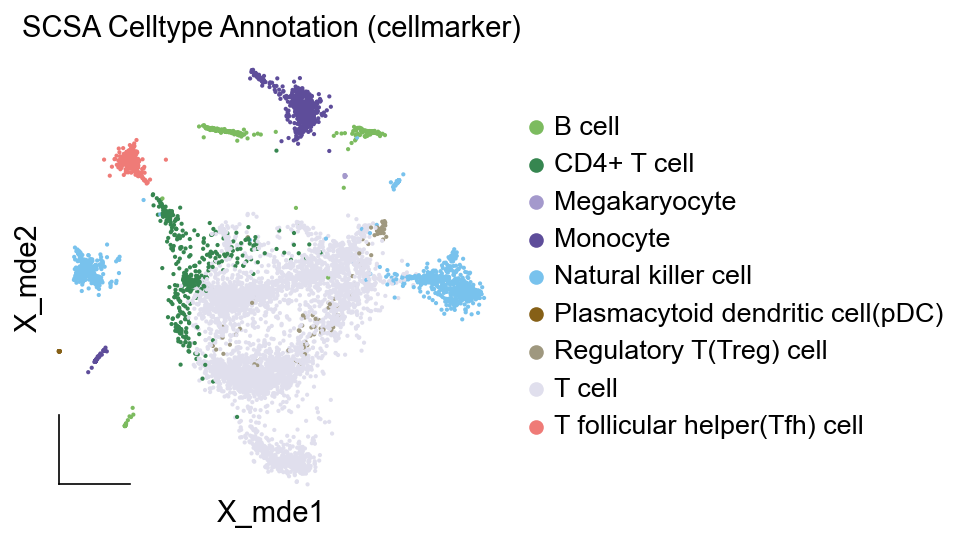 SCSA Celltype Annotation (cellmarker)
B cell
CD4+ T cell
Megakaryocyte
Monocyte
Natural killer cell
Plasmacytoid dendritic cell(pDC)
Regulatory T(Treg) cell
T cell
T follicular helper(Tfh) cell
X_mde2
X_mde1